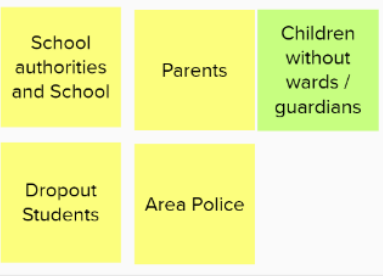 School
authorities
and School
Parents
Children
without
wards /
guardians
Dropout
Students
Area Police